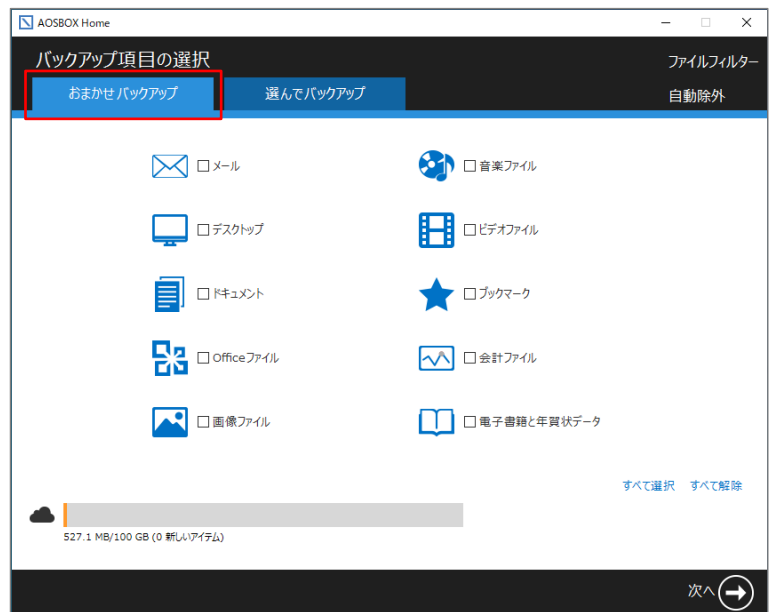 AOSBOX Home
バックアップ項目の選択
ファイルフィルター
おまかせ バックアップ
選んでバックアップ
自動除外
メール
音楽ファイル
デスクトップ
ビデオファイル
ドキュメント
ブックマーク
Officeファイル
会計ファイル
画像ファイル
電子書籍と年賀状データ
すべて選択 すべて解除
527.1 MB/100 GB (0 新しいアイテム)
次へ